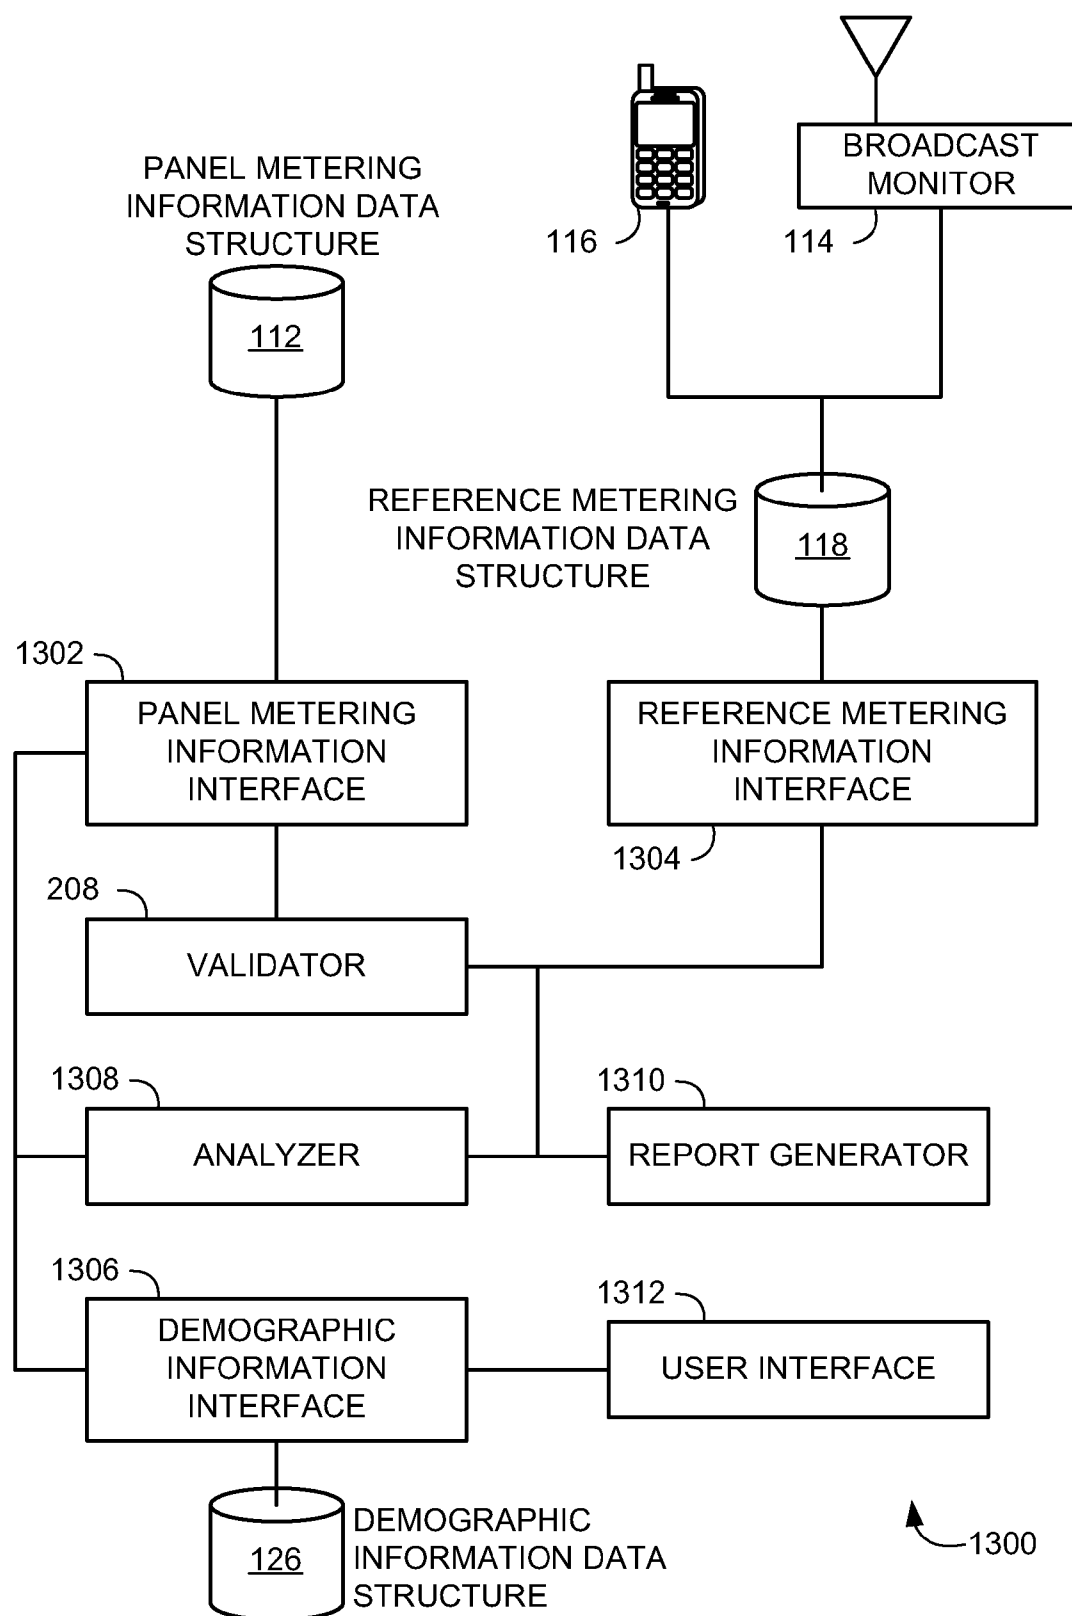 BROADCAST
MONITOR
116
114
PANEL METERING
INFORMATION DATA
STRUCTURE
112
REFERENCE METERING
INFORMATION DATA
STRUCTURE
118
1302
PANEL METERING
INFORMATION
INTERFACE
REFERENCE METERING
INFORMATION
INTERFACE
1304
208
VALIDATOR
1308
ANALYZER
1310
REPORT GENERATOR
1306
DEMOGRAPHIC
INFORMATION
INTERFACE
1312
USER INTERFACE
126
DEMOGRAPHIC
INFORMATION DATA
STRUCTURE
1300